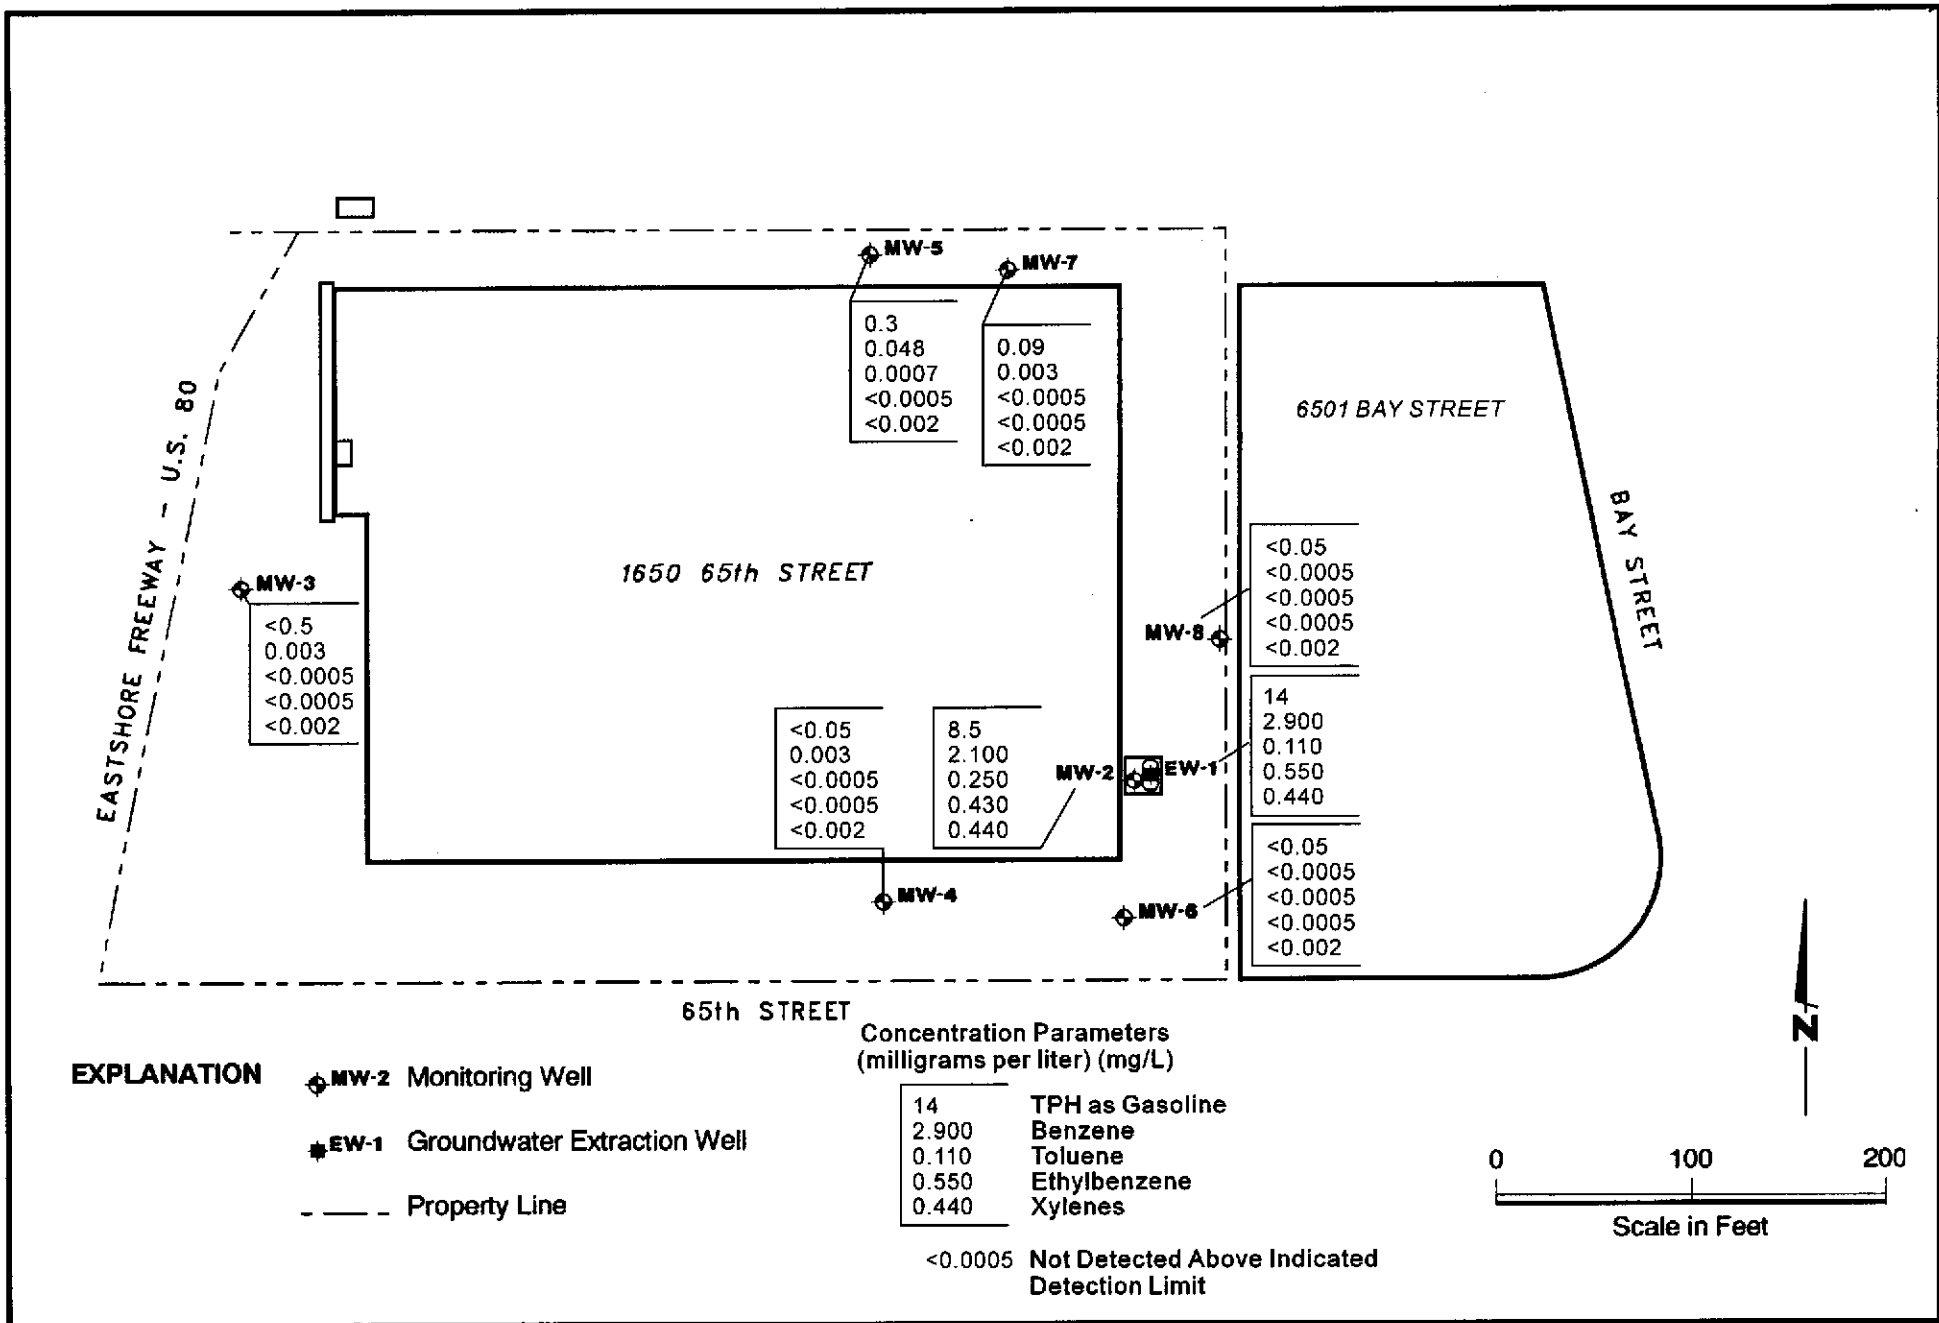 MW-5
MW-7
0.3
0.048
0.0007
<0.0005
<0.002
0.09
0.003
<0.0005
<0.0005
<0.002
6501 BAY STREET
EASTSHORE FREEWAY - U.S. 80
BAY STREET
1650 65th STREET
MW-3
<0.5
0.003
<0.0005
<0.0005
<0.002
MW-8
<0.05
<0.0005
<0.0005
<0.0005
<0.002
<0.05
0.003
<0.0005
<0.0005
<0.002
8.5
2.100
0.250
0.430
0.440
MW-2
EW-1
14
2.900
0.110
0.550
0.440
MW-4
MW-6
<0.05
<0.0005
<0.0005
<0.0005
<0.002
65th STREET
N
EXPLANATION
MW-2 Monitoring Well
EW-1 Groundwater Extraction Well
Property Line
Concentration Parameters
(milligrams per liter) (mg/L)
14 TPH as Gasoline
2.900 Benzene
0.110 Toluene
0.550 Ethylbenzene
0.440 Xylenes
<0.0005 Not Detected Above Indicated
Detection Limit
0 100 200
Scale in Feet